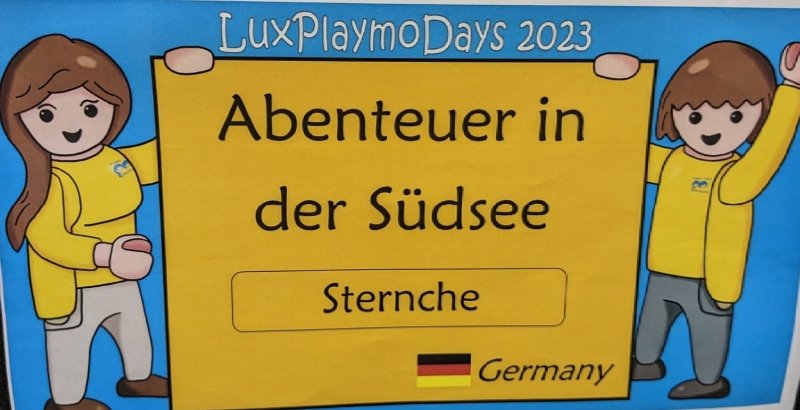 LuxPlaymoDays 2023
Abenteuer in
der Südsee
Sternche
Germany